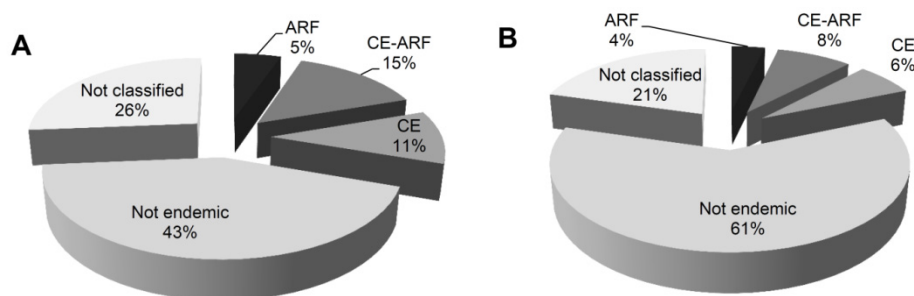 A
ARF
5%
CE-ARF
15%
CE
11%
Not endemic
43%
Not classified
26%
B
ARF
4%
CE-ARF
8%
CE
6%
Not endemic
61%
Not classified
21%